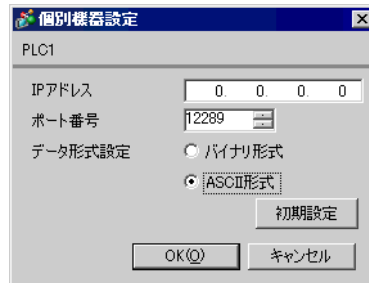 個別機器設定
PLC1
IPアドレス 0. 0. 0. 0
ポート番号 12289
データ形式設定 バイナリ形式
ASCII形式
初期設定
OK(O) キャンセル